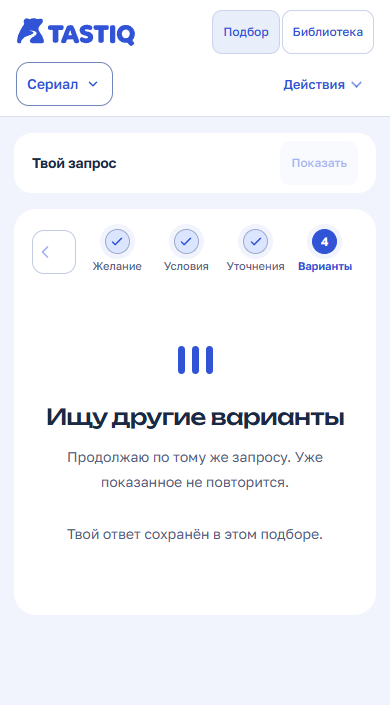 TASTIQ
Подбор
Библиотека
Сериал
Действия
Твой запрос
Показать
4
Желание
Условия
Уточнения
Варианты
Ищу другие варианты
Продолжаю по тому же запросу. Уже
показанное не повторится.
Твой ответ сохранён в этом подборе.